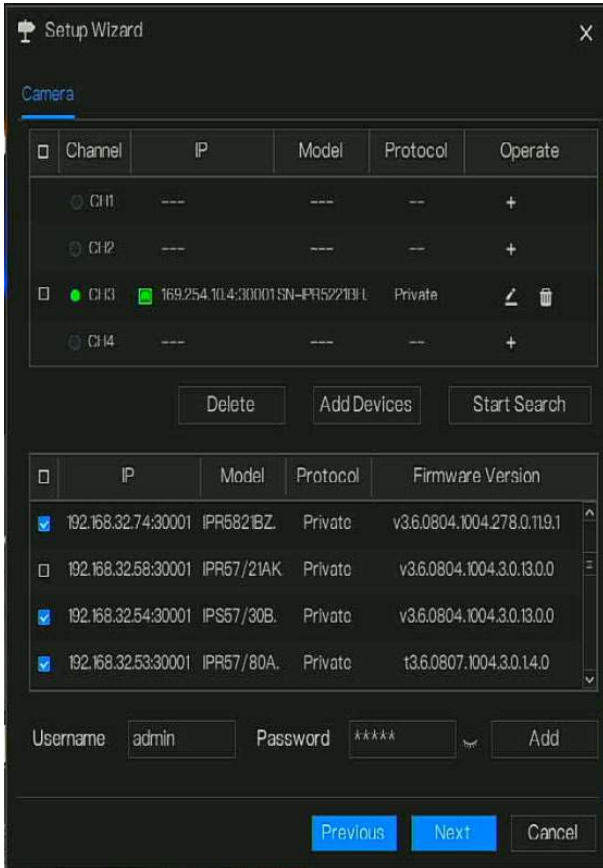 Setup Wizard X
Camera
Channel IP Model Protocol Operate
CH1 --- --- -- +
CH2 --- --- -- +
CH3 169.254.10.4:30001 SN-IPR5221BH. Private
CH4 --- --- -- +
Delete Add Devices Start Search
IP Model Protocol Firmware Version
192.168.32.74:30001 IPR5821BZ. Private v3.6.0804.1004.278.0.11.9.1
192.168.32.58:30001 IPR57/21AK Private v3.6.0804.1004.3.0.13.0.0
192.168.32.54:30001 IPS57/30B. Private v3.6.0804.1004.3.0.13.0.0
192.168.32.53:30001 IPR57/80A. Private t3.6.0807.1004.3.0.1.4.0
Username admin Password ***** Add
Previous Next Cancel